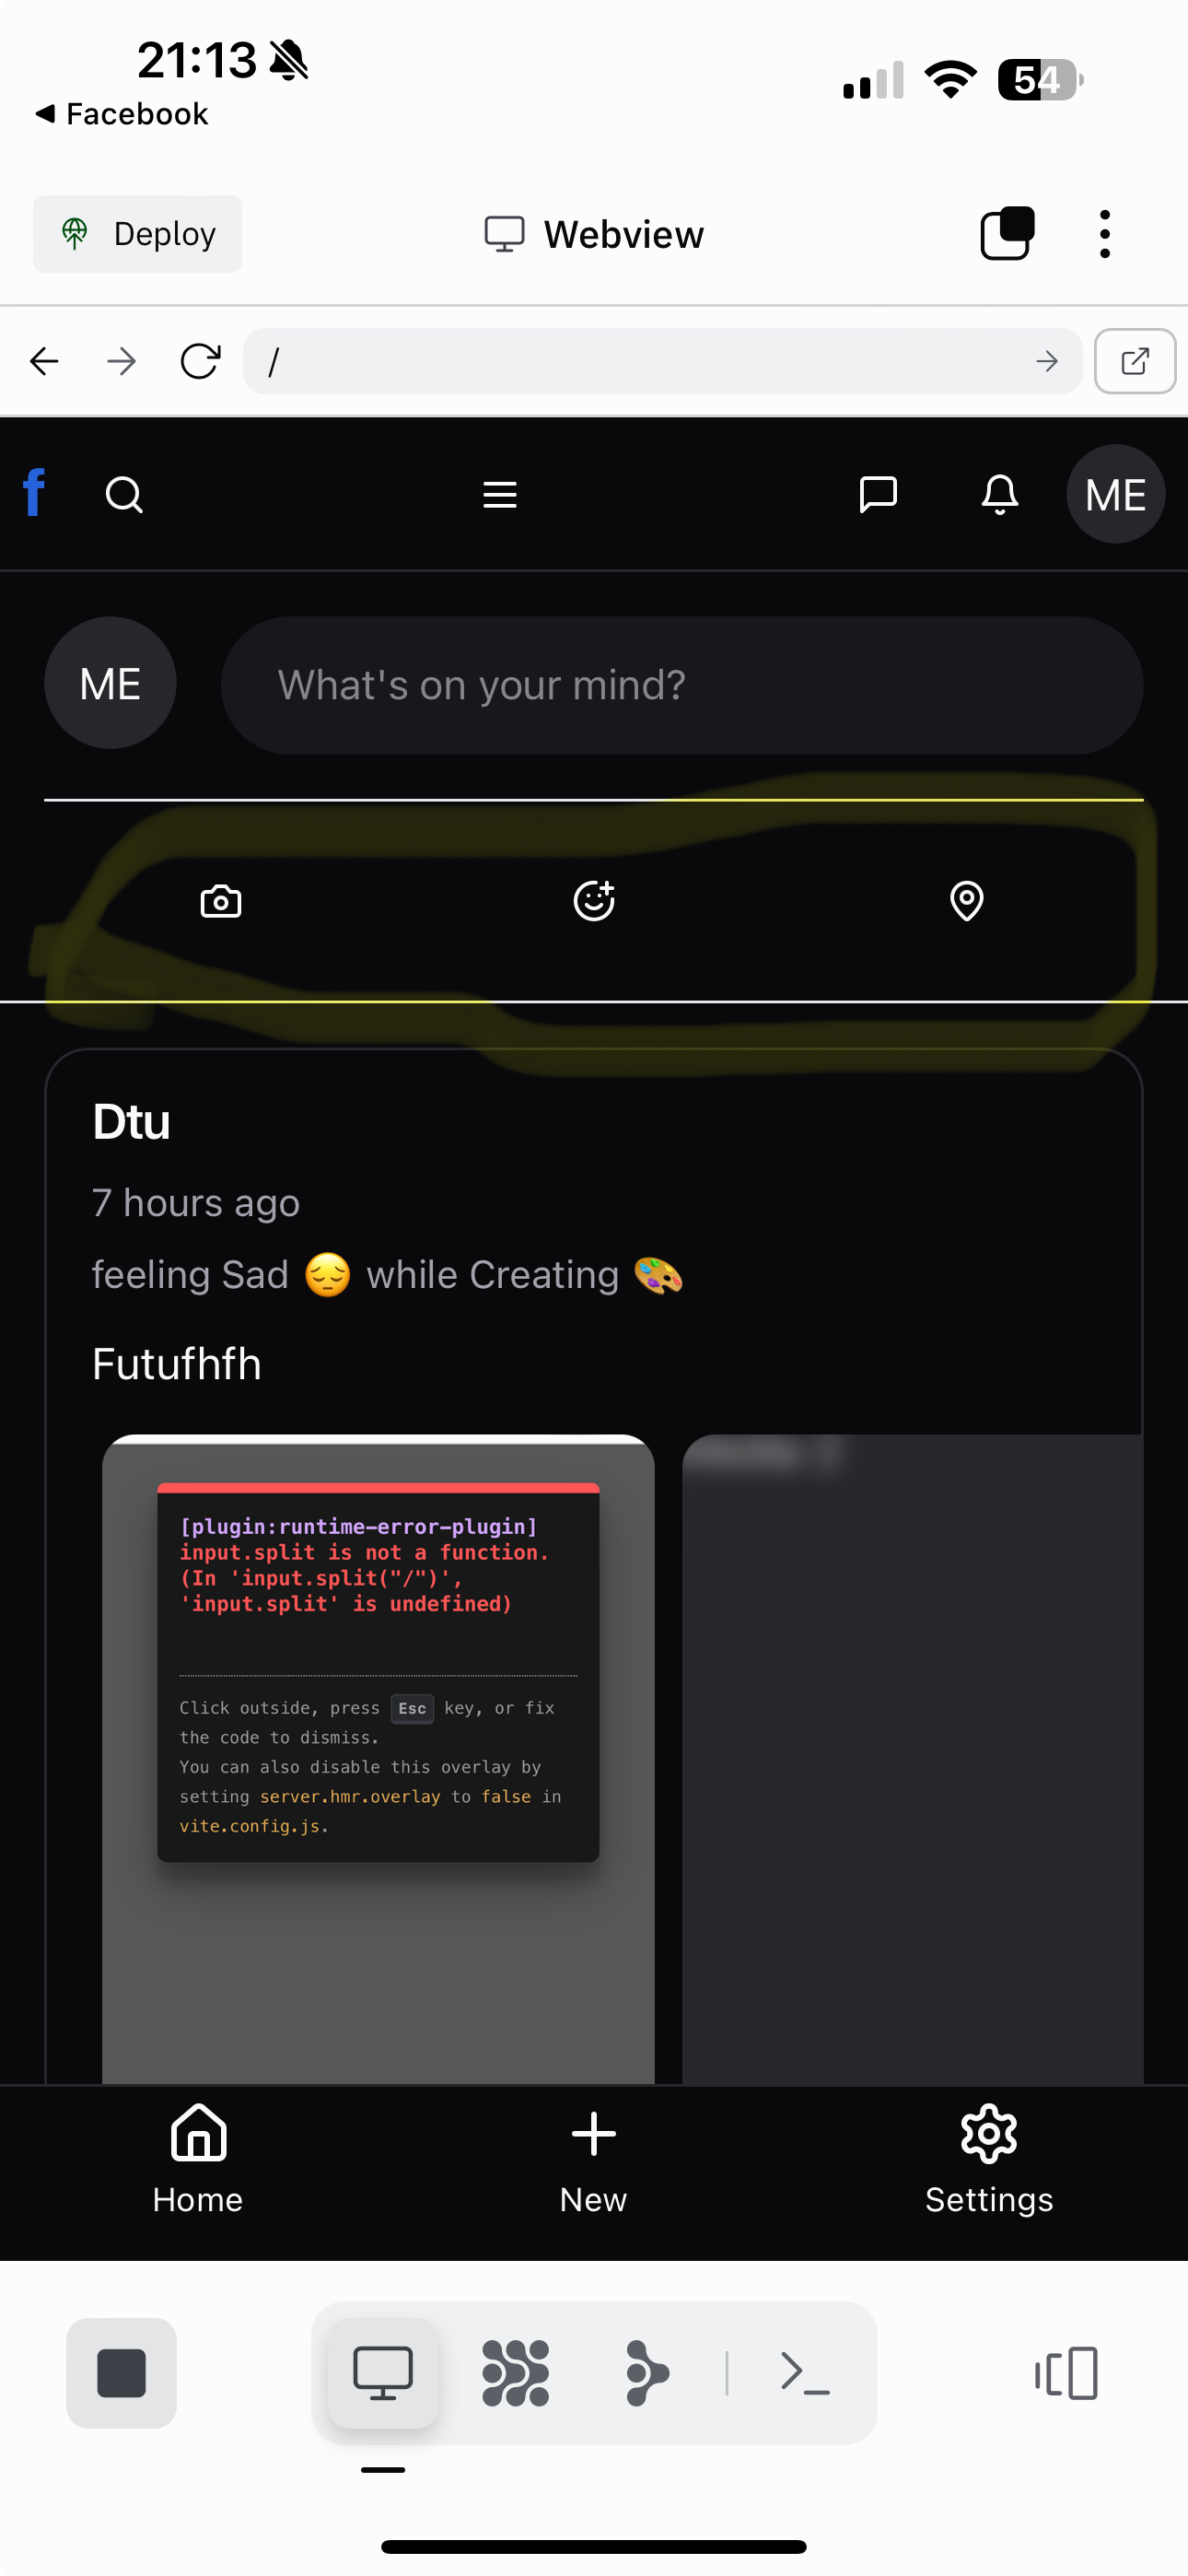 21:13
Facebook
Deploy
Webview
54
/
f
ME
ME
What's on your mind?
Dtu
7 hours ago
feeling Sad 😔 while Creating 🎨
Futufhfh
[plugin:runtime-error-plugin]
input.split is not a function.
(In 'input.split("/")',
'input.split' is undefined)
Click outside, press Esc key, or fix
the code to dismiss.
You can also disable this overlay by
setting server.hmr.overlay to false in
vite.config.js.
Home
New
Settings